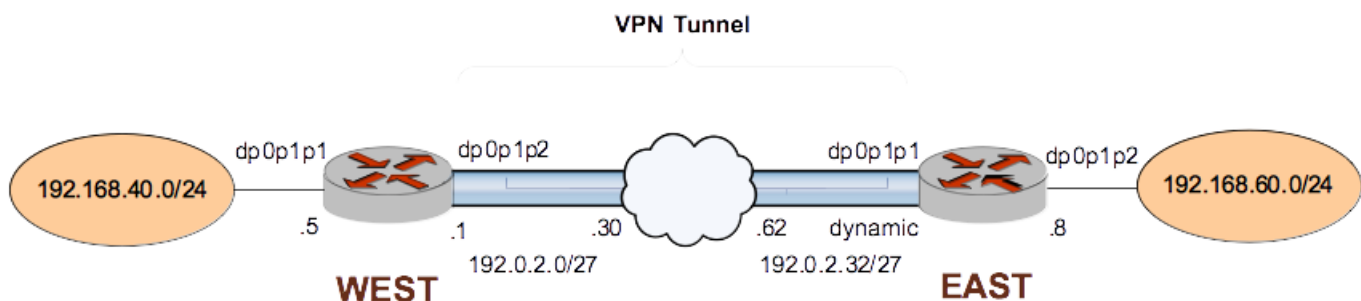 VPN Tunnel
dp0p1p1
dp0p1p2
dp0p1p1
dp0p1p2
192.168.40.0/24
192.168.60.0/24
.5
.1
.30
.62
dynamic
.8
192.0.2.0/27
192.0.2.32/27
WEST
EAST